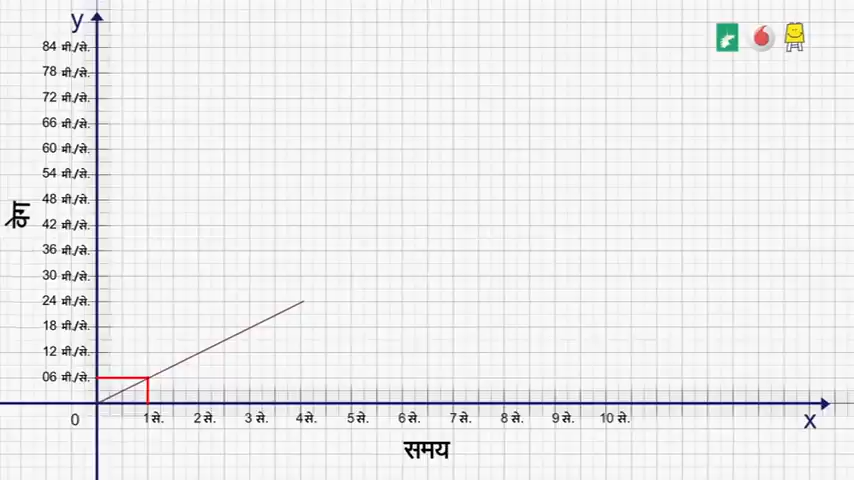 y
84 मी./से.
78 मी./से.
72 मी./से.
66 मी./से.
60 मी./से.
54 मी./से.
48 मी./से.
42 मी./से.
36 मी./से.
30 मी./से.
24 मी./से.
18 मी./से.
12 मी./से.
06 मी./से.
वेग
0
1 से. 2 से. 3 से. 4 से. 5 से. 6 से. 7 से. 8 से. 9 से. 10 से.
x
समय